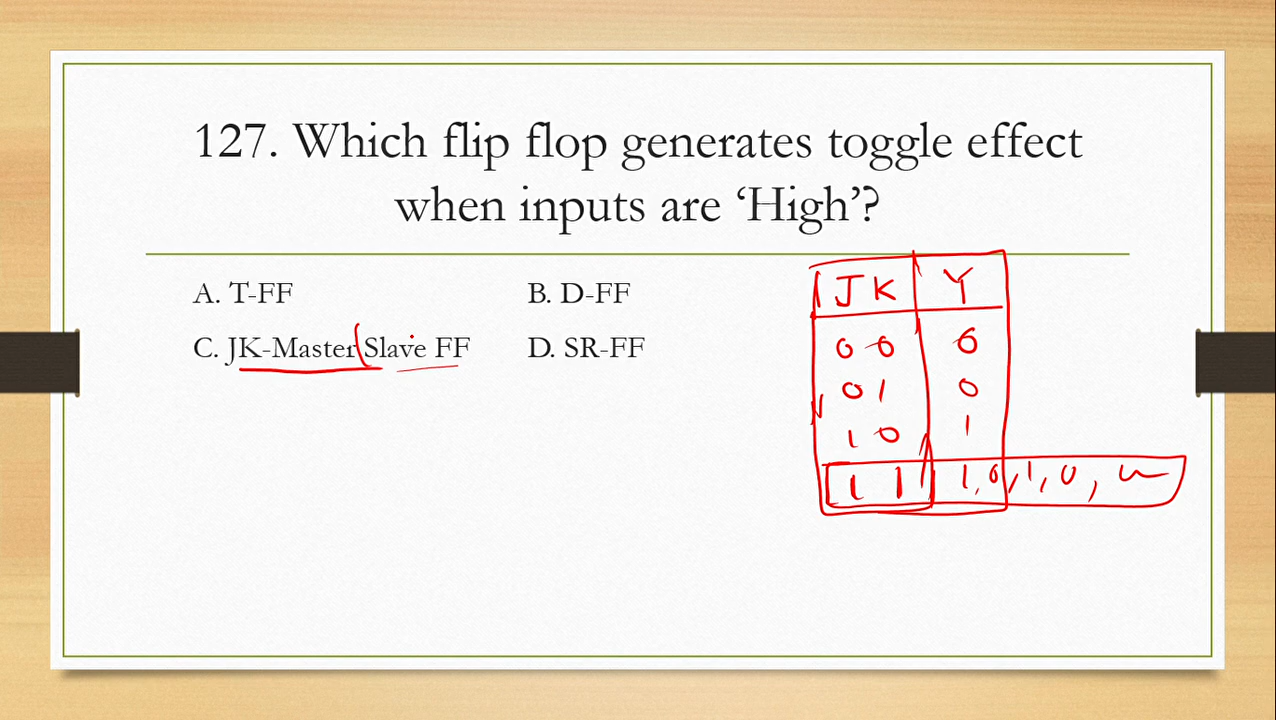 127. Which flip flop generates toggle effect
when inputs are ‘High’?
A. T-FF B. D-FF
C. JK-Master Slave FF D. SR-FF
J K Y
0 0 0
0 1 0
1 0 1
1 1 1,0,1,0,